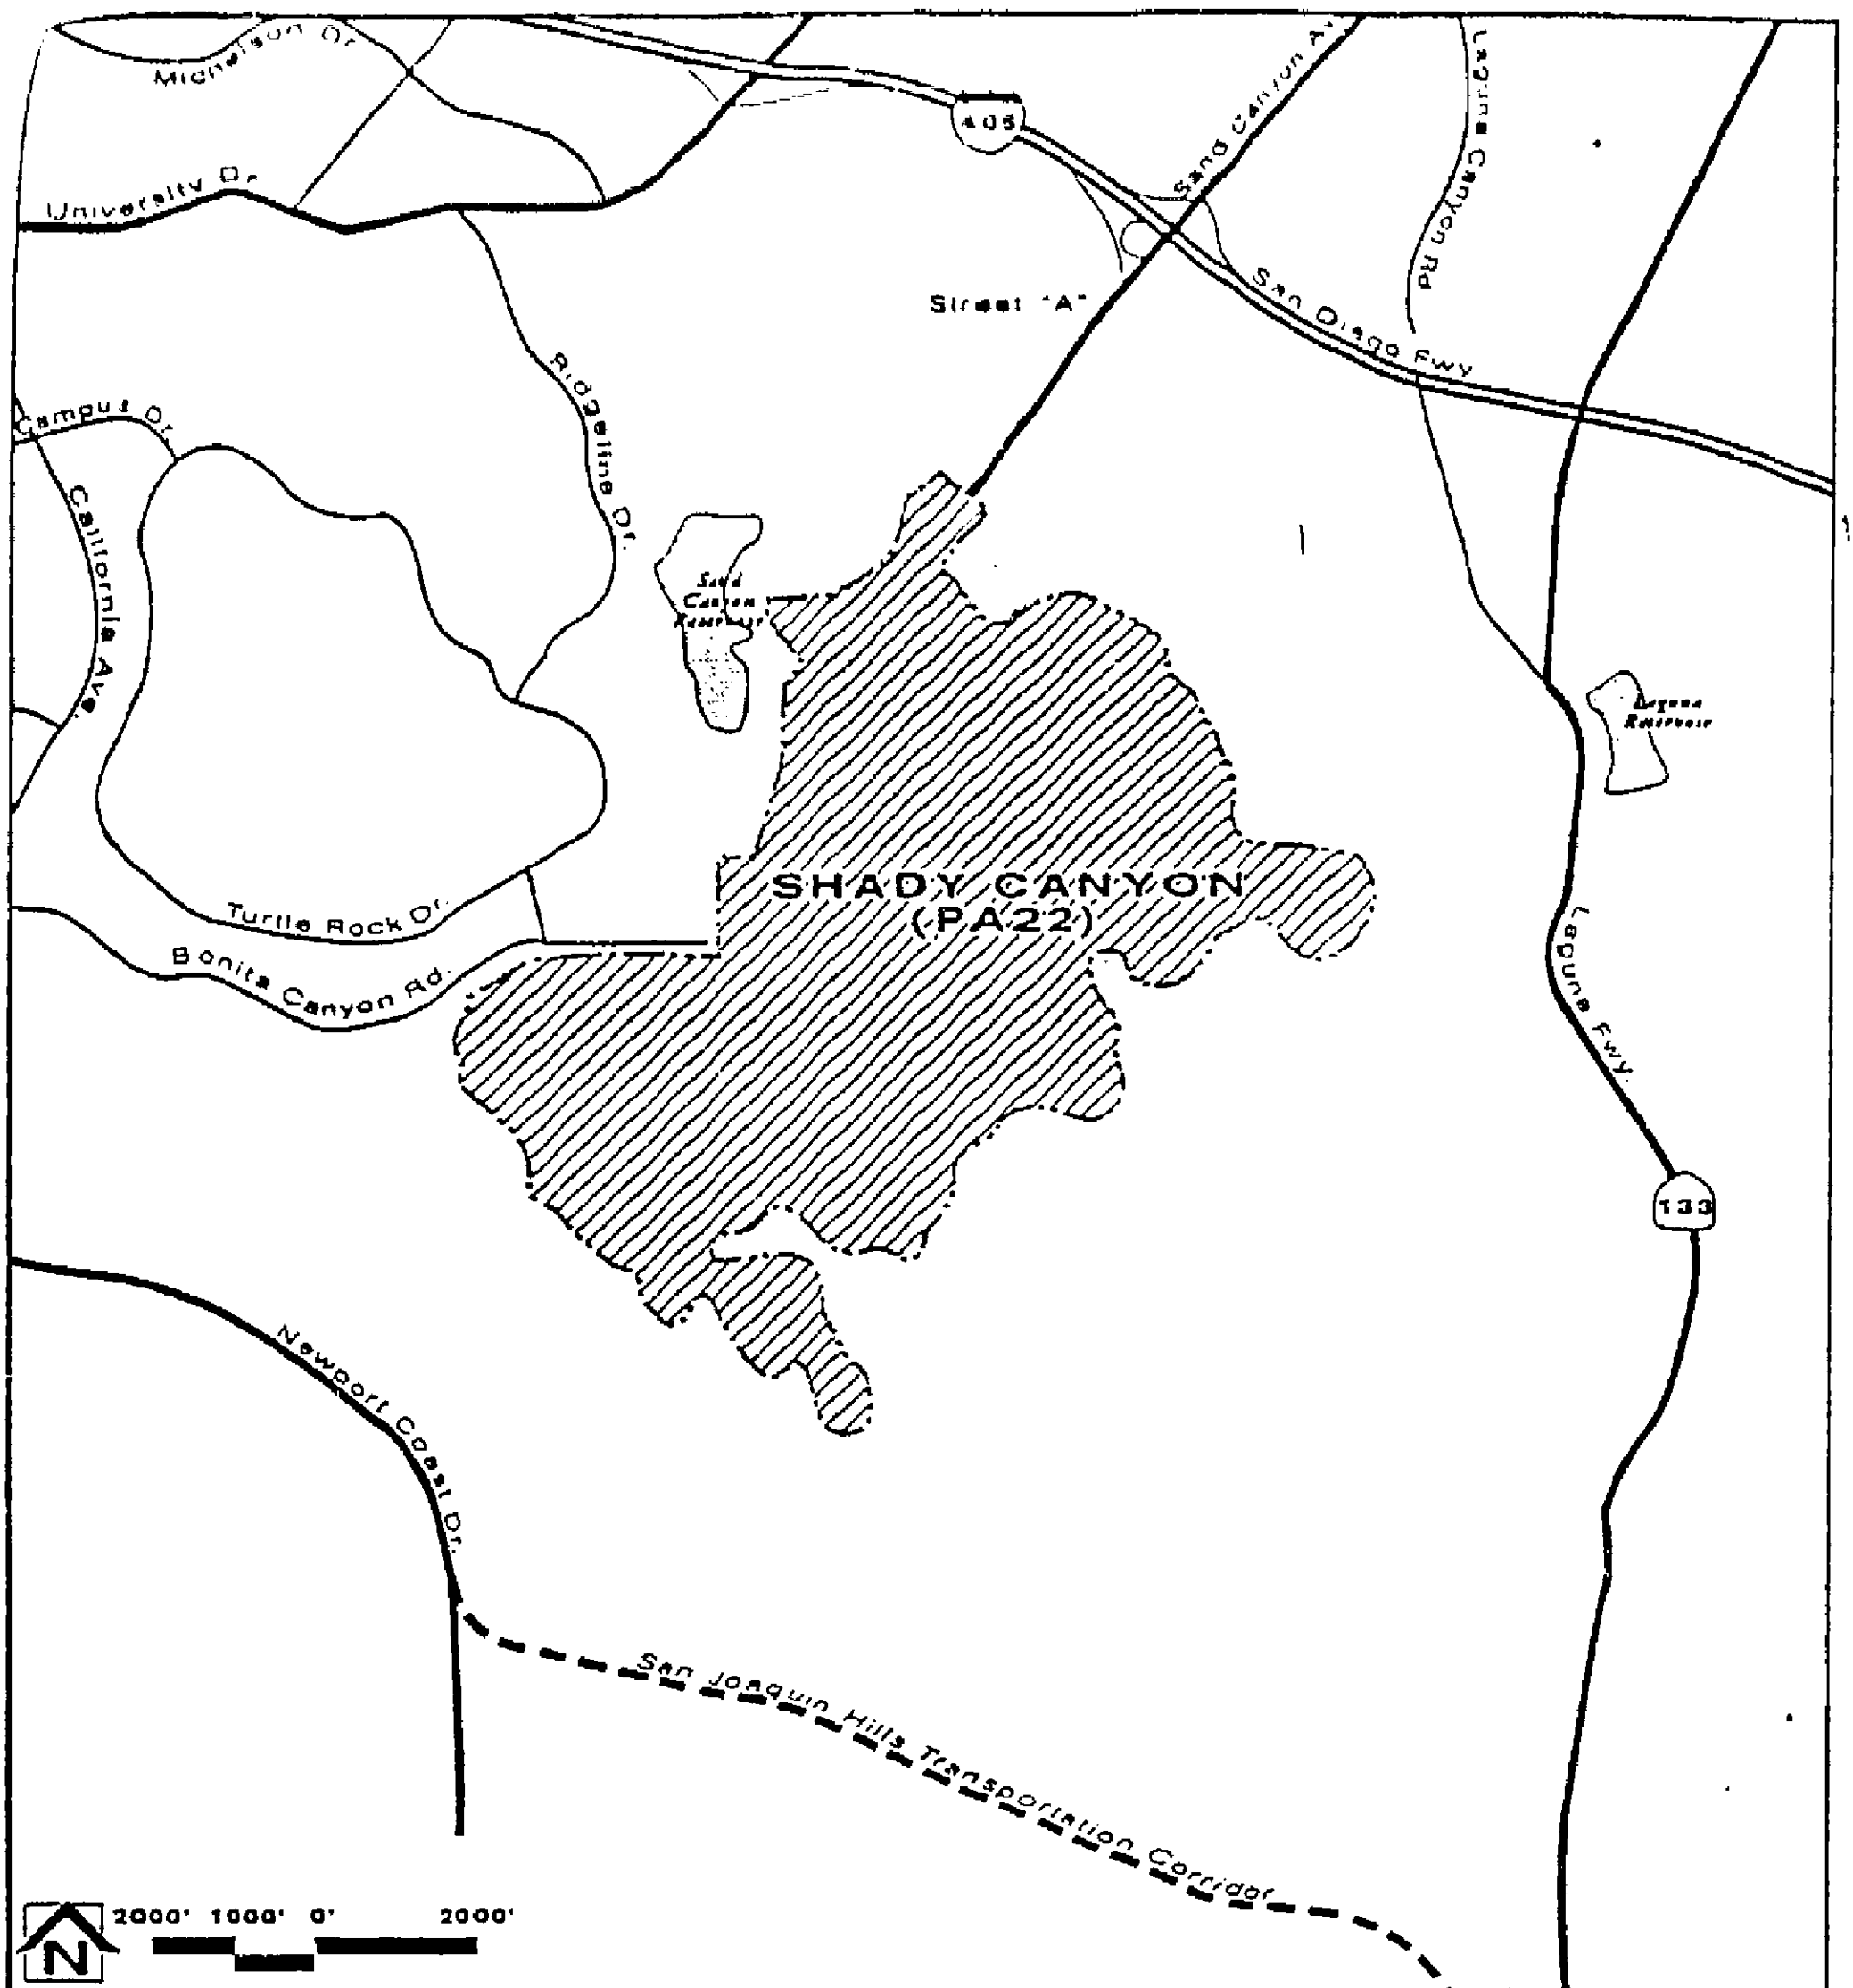 Michelson Dr.
University Dr.
405
Sand Canyon Av.
Laguna Canyon Rd
Street "A"
San Diego Fwy
Ridgeline Dr.
Campus Dr.
California Ave.
Sand
Canyon
Reservoir
Laguna
Reservoir
SHADY CANYON
(PA22)
Turtle Rock Dr.
Bonita Canyon Rd.
Laguna Fwy.
133
Newport Coast Dr.
San Joaquin Hills Transportation Corridor
2000' 1000' 0' 2000'
N